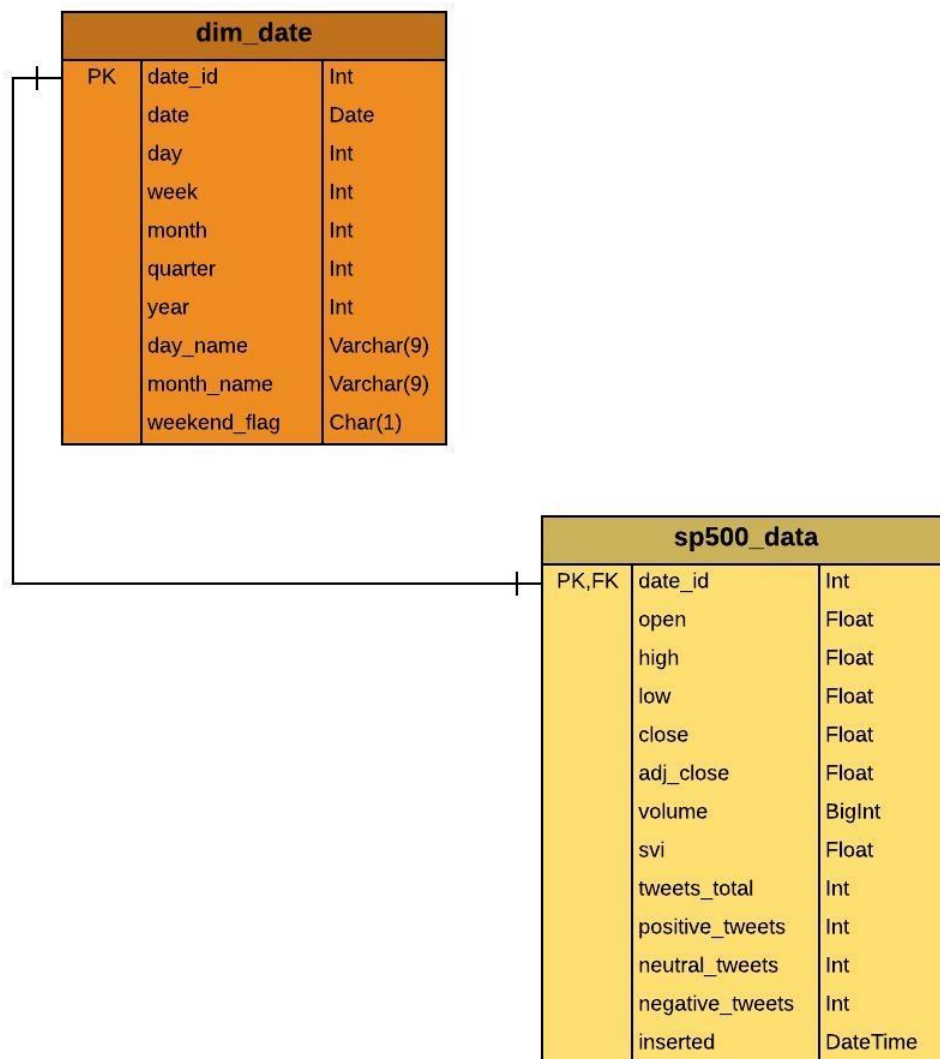 dim_date
PK date_id Int
date Date
day Int
week Int
month Int
quarter Int
year Int
day_name Varchar(9)
month_name Varchar(9)
weekend_flag Char(1)
sp500_data
PK,FK date_id Int
open Float
high Float
low Float
close Float
adj_close Float
volume BigInt
svi Float
tweets_total Int
positive_tweets Int
neutral_tweets Int
negative_tweets Int
inserted DateTime